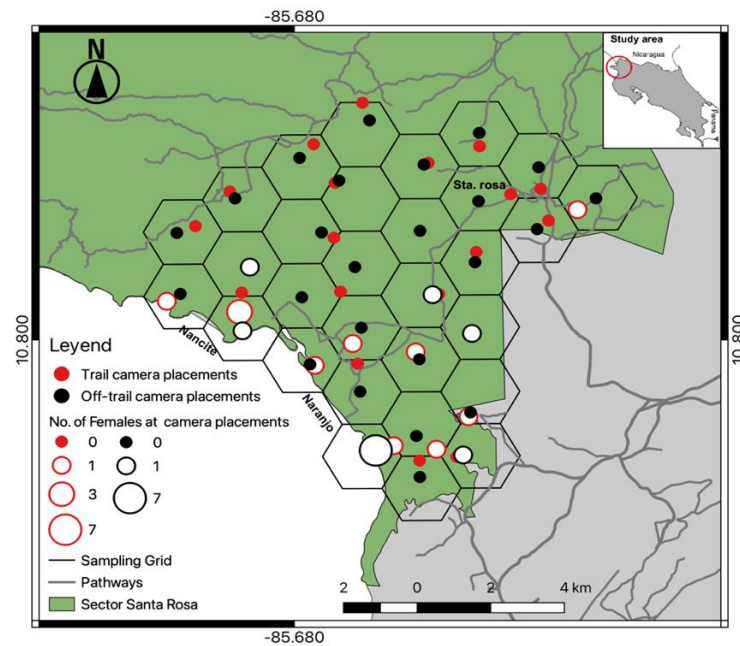 -85.680
N
Study area
Nicaragua
Panama
Sta. rosa
10.800
10.800
Nancite
Naranjo
Leyend
Trail camera placements
Off-trail camera placements
No. of Females at camera placements
0 0
1 1
3 7
7
Sampling Grid
Pathways
Sector Santa Rosa
2 0 2 4 km
-85.680